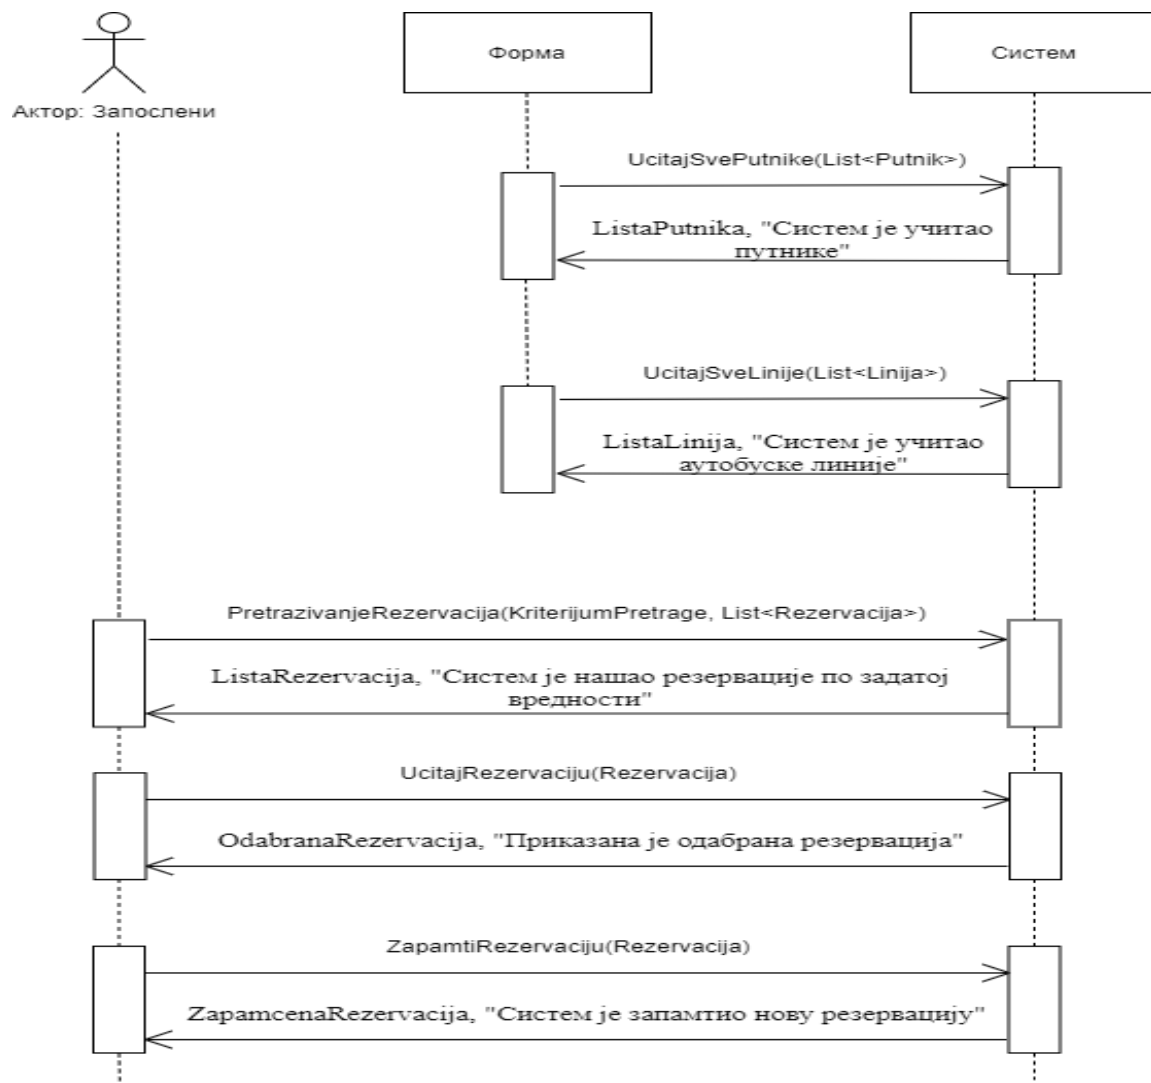 Форма
Систем
Актор: Запослени
UcitajSvePutnike(List<Putnik>)
ListaPutnika, "Систем је учитао
путнике"
UcitajSveLinije(List<Linija>)
ListaLinija, "Систем је учитао
аутобуске линије"
PretrazivanjeRezervacija(KriterijumPretrage, List<Rezervacija>)
ListaRezervacija, "Систем је нашао резервације по задатој
вредности"
UcitajRezervaciju(Rezervacija)
OdabranaRezervacija, "Приказана је одабрана резервација"
ZapamtiRezervaciju(Rezervacija)
ZapamcenaRezervacija, "Систем је запамтио нову резервацију"